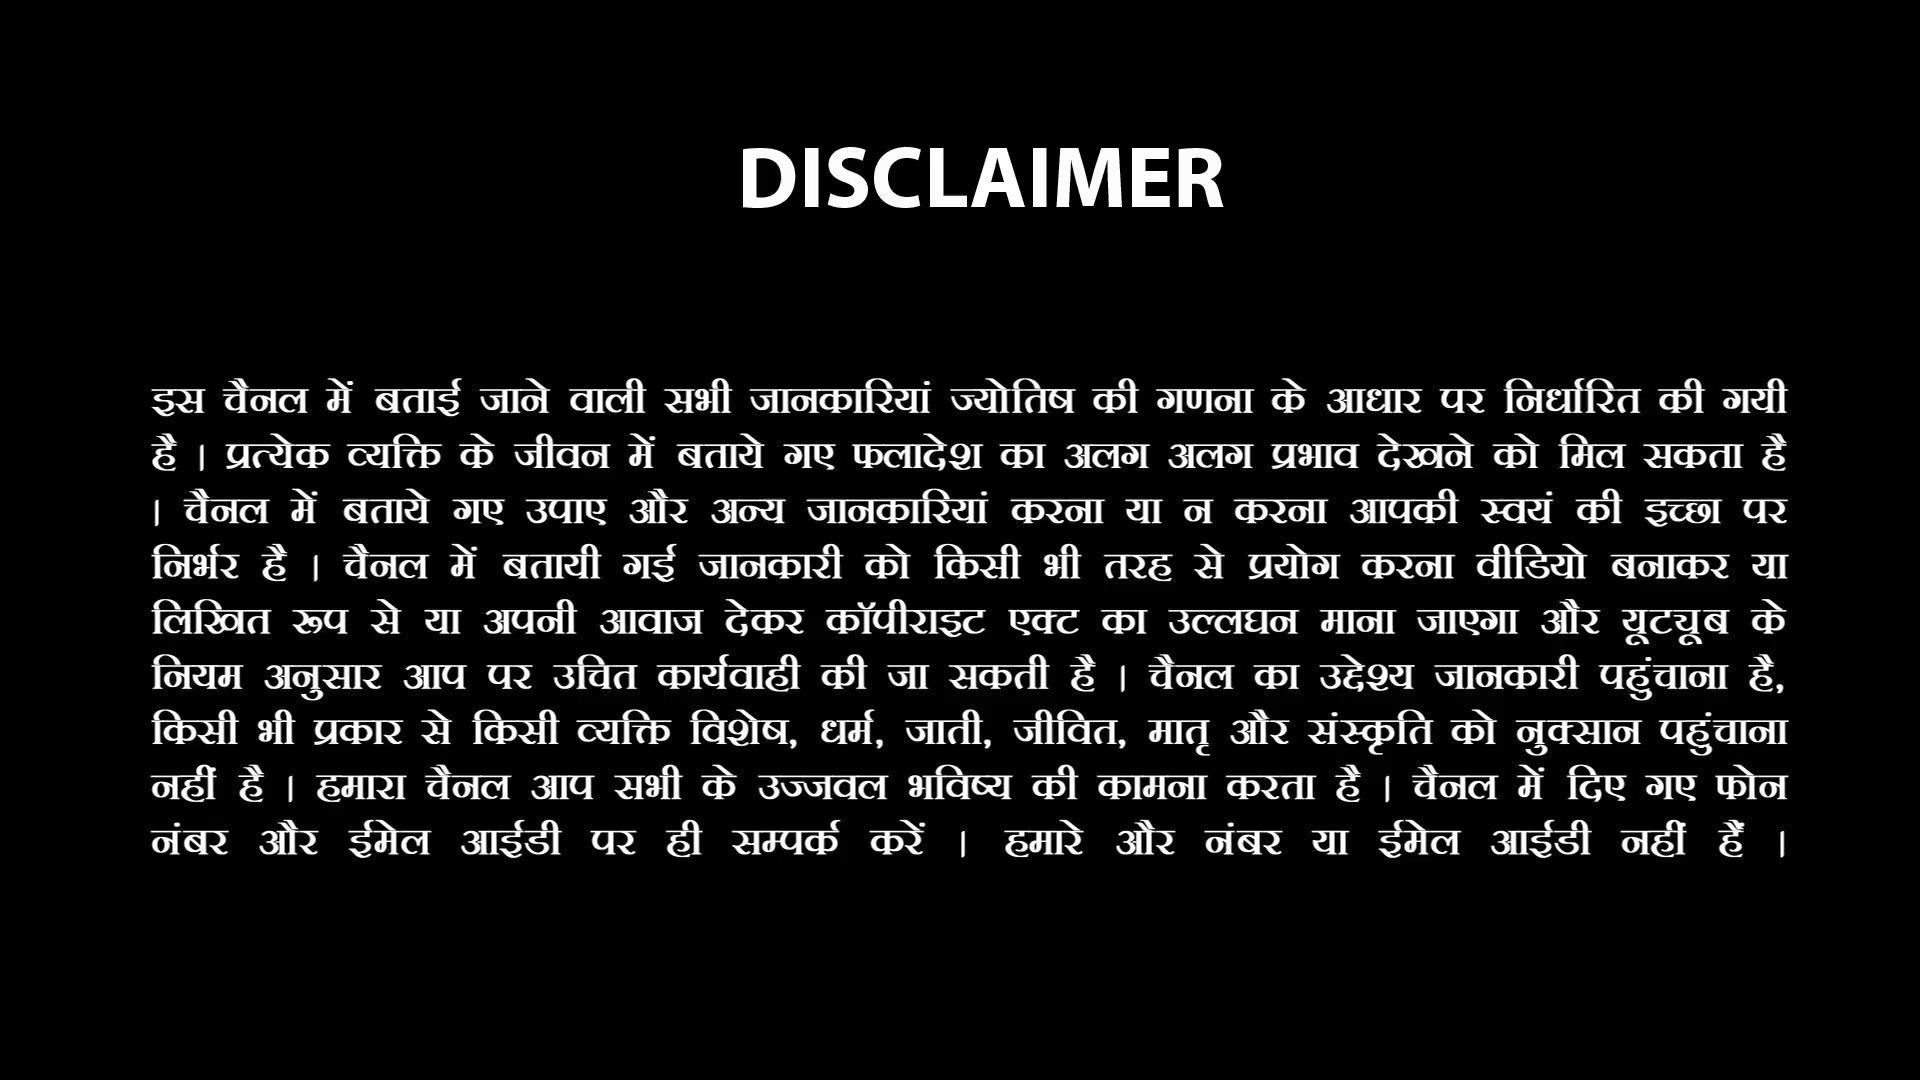 DISCLAIMER
इस चैनल में बताई जाने वाली सभी जानकारियां ज्योतिष की गणना के आधार पर निर्धारित की गयी
है । प्रत्येक व्यक्ति के जीवन में बताये गए फलादेश का अलग अलग प्रभाव देखने को मिल सकता है
। चैनल में बताये गए उपाए और अन्य जानकारियां करना या न करना आपकी स्वयं की इच्छा पर
निर्भर है । चैनल में बतायी गई जानकारी को किसी भी तरह से प्रयोग करना वीडियो बनाकर या
लिखित रूप से या अपनी आवाज देकर कॉपीराइट एक्ट का उल्लघन माना जाएगा और यूटयूब के
नियम अनुसार आप पर उचित कार्यवाही की जा सकती है । चैनल का उद्देश्य जानकारी पहुंचाना है,
किसी भी प्रकार से किसी व्यक्ति विशेष, धर्म, जाती, जीवित, मातृ और संस्कृति को नुक्सान पहुंचाना
नहीं है । हमारा चैनल आप सभी के उज्जवल भविष्य की कामना करता है । चैनल में दिए गए फोन
नंबर और ईमेल आईडी पर ही सम्पर्क करें । हमारे और नंबर या ईमेल आईडी नहीं हैं ।